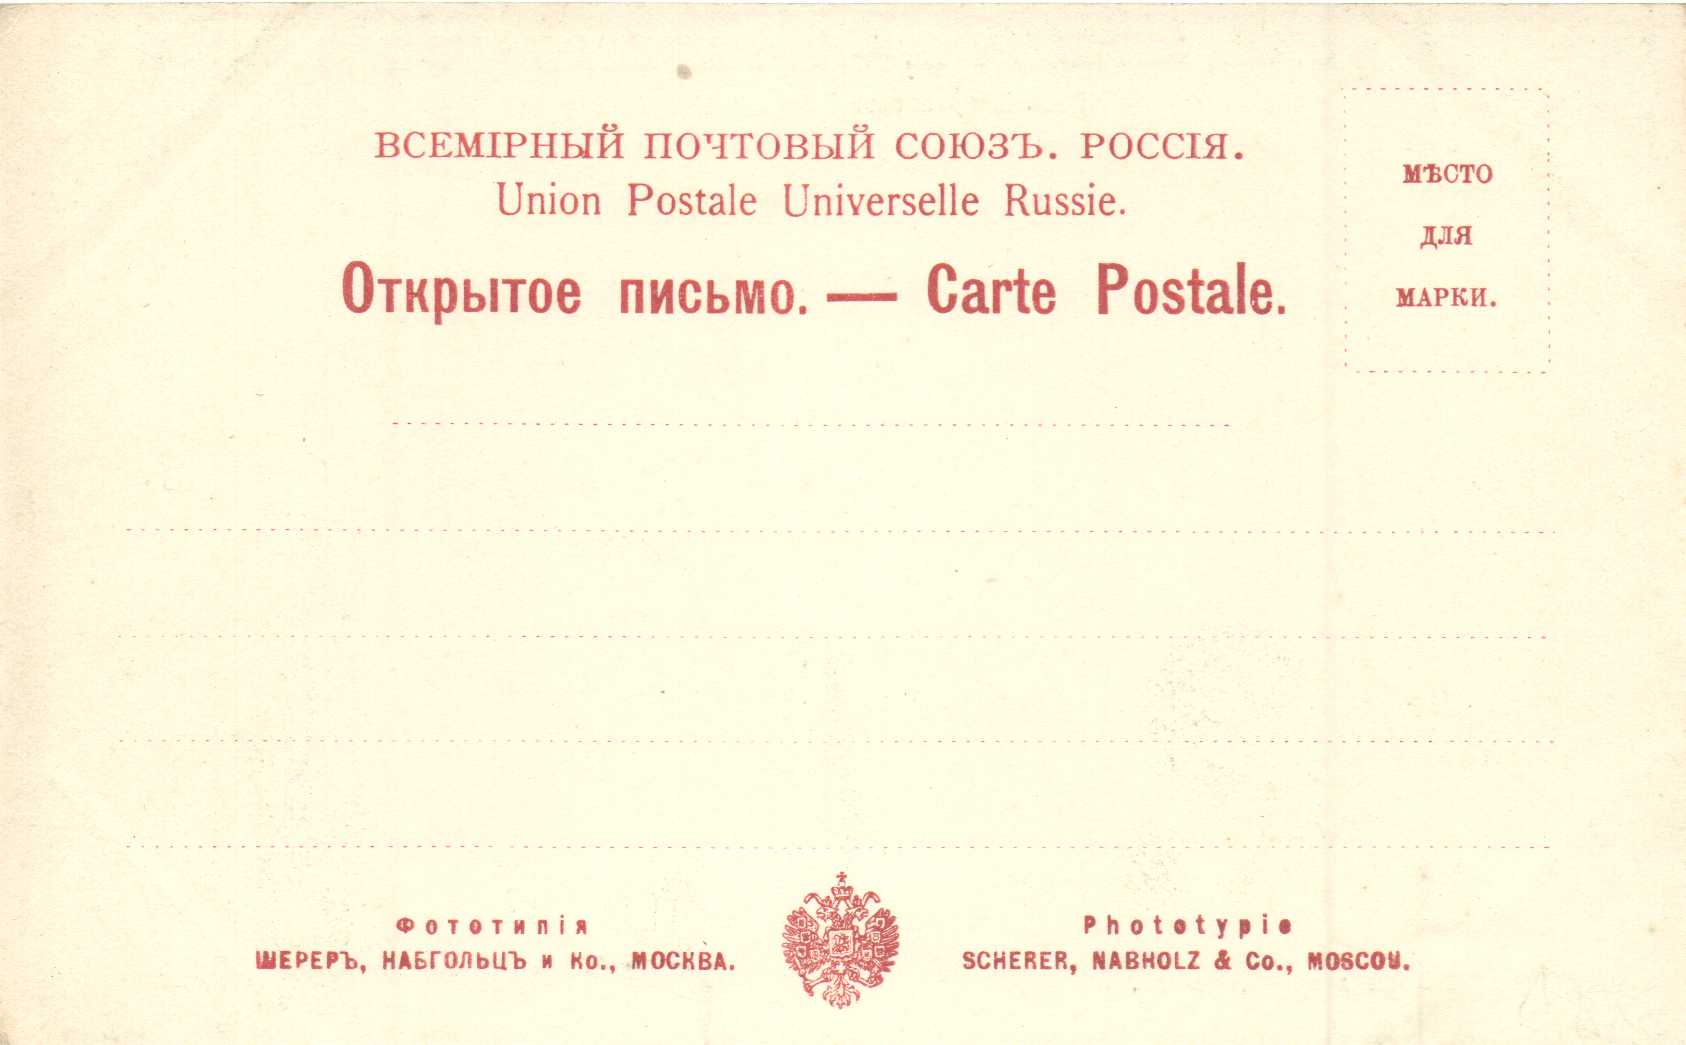 ВСЕМІРНЫЙ ПОЧТОВЫЙ СОЮЗЪ. РОССІЯ.
Union Postale Universelle Russie.
Открытое письмо. — Carte Postale.
МѢСТО
ДЛЯ
МАРКИ.
Фототипія
ШЕРЕРЪ, НАБГОЛЬЦЪ и Ко., МОСКВА.
Phototypie
SCHERER, NABHOLZ & Co., MOSCOU.